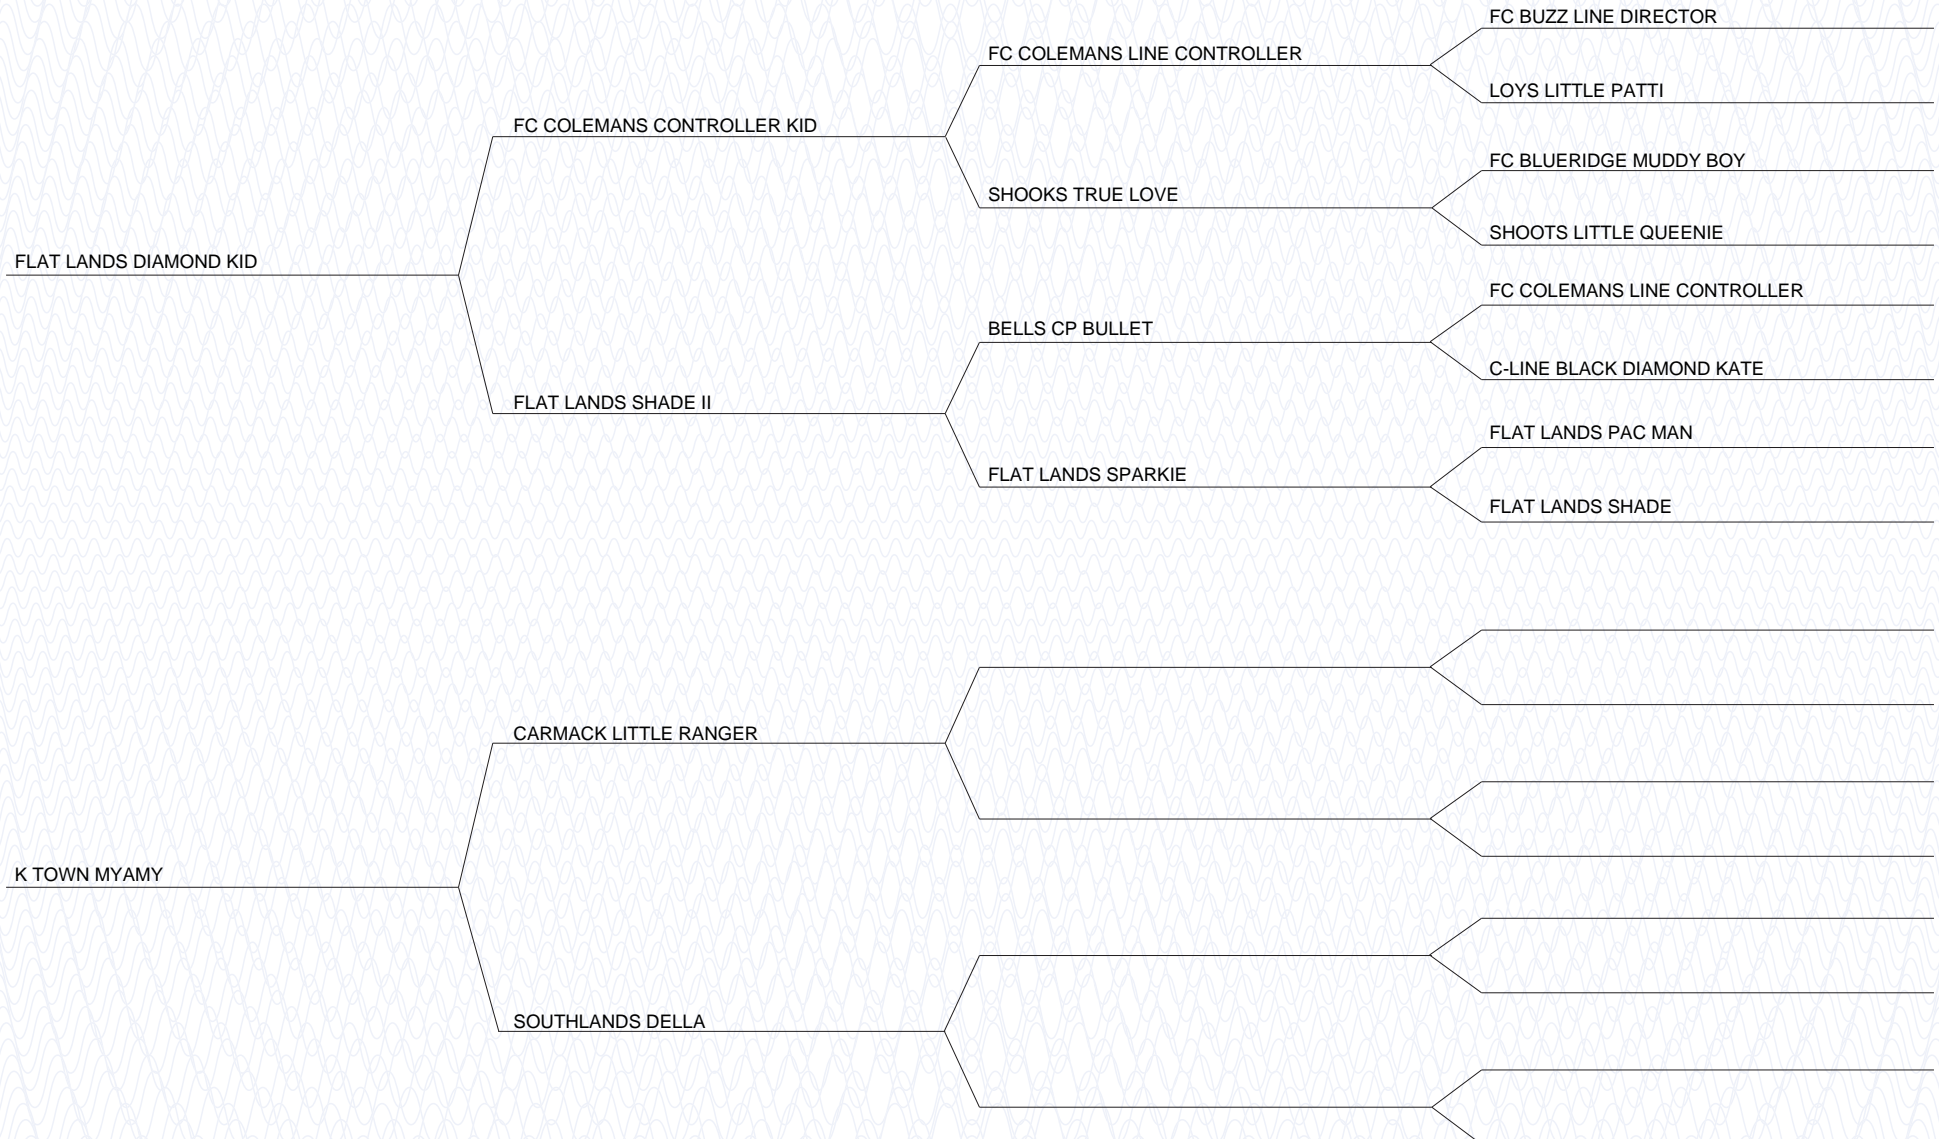 FC BUZZ LINE DIRECTOR
FC COLEMANS LINE CONTROLLER
LOYS LITTLE PATTI
FC COLEMANS CONTROLLER KID
FC BLUERIDGE MUDDY BOY
SHOOKS TRUE LOVE
SHOOTS LITTLE QUEENIE
FLAT LANDS DIAMOND KID
FC COLEMANS LINE CONTROLLER
BELLS CP BULLET
C-LINE BLACK DIAMOND KATE
FLAT LANDS SHADE II
FLAT LANDS PAC MAN
FLAT LANDS SPARKIE
FLAT LANDS SHADE
CARMACK LITTLE RANGER
K TOWN MYAMY
SOUTHLANDS DELLA